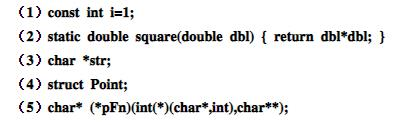 （1）const int i=1;
（2）static double square(double dbl) { return dbl*dbl; }
（3）char *str;
（4）struct Point;
（5）char* (*pFn)(int(*)(char*,int),char**);